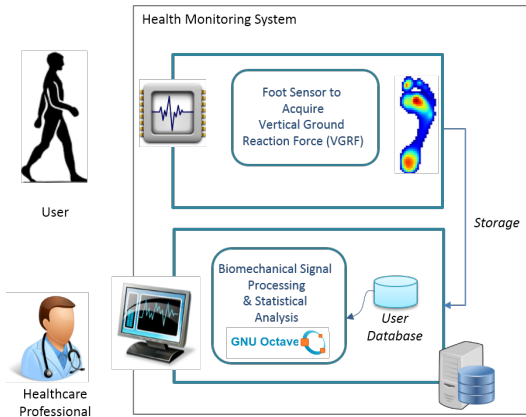 Health Monitoring System
Foot Sensor to
Acquire
Vertical Ground
Reaction Force (VGRF)
User
Storage
Biomechanical Signal
Processing
& Statistical
Analysis
GNU Octave
User
Database
Healthcare
Professional